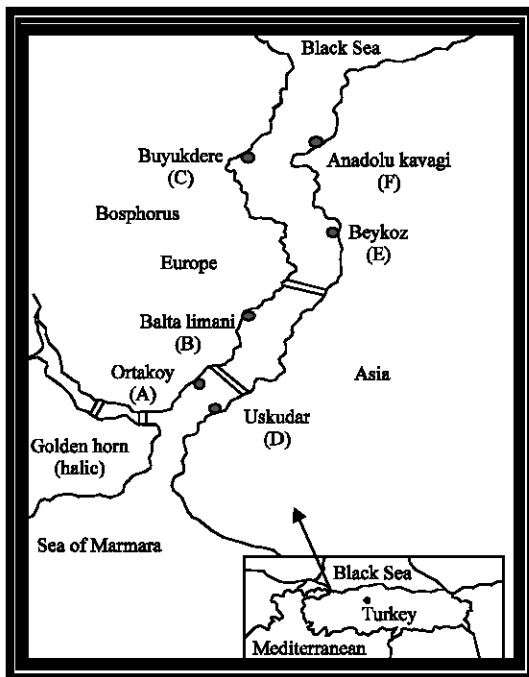 Black Sea
Buyukdere
(C)
Anadolu kavagi
(F)
Bosphorus
Beykoz
(E)
Europe
Balta limani
(B)
Ortakoy
(A)
Asia
Uskudar
(D)
Golden horn
(halic)
Sea of Marmara
Black Sea
Turkey
Mediterranean